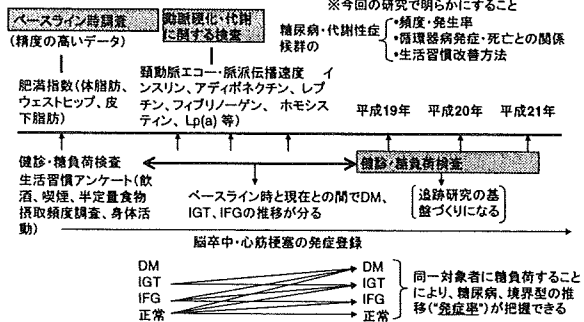 ※今回の研究で明らかにすること
ベースライン時調査
(精度の高いデータ)
動脈硬化・代謝
に関する検査
糖尿病・代謝性症
候群の
・頻度・発生率
・循環器病発症・死亡との関係
・生活習慣改善方法
肥満指数(体脂肪、
ウェストヒップ、皮
下脂肪)
頚動脈エコー・脈波伝播速度 イ
ンスリン、アディポネクチン、レプ
チン、フィブリノーゲン、 ホモシス
ティン、Lp(a) 等)
平成19年 平成20年 平成21年
健診・糖負荷検査
生活習慣アンケート(飲
酒、喫煙、半定量食物
摂取頻度調査、身体活
動)
健診・糖負荷検査
ベースライン時と現在との間でDM、
IGT、IFGの推移が分る
追跡研究の基
盤づくりになる
脳卒中・心筋梗塞の発症登録
DM
IGT
IFG
正常
DM
IGT
IFG
正常
同一対象者に糖負荷すること
により、糖尿病、境界型の推
移("発症率")が把握できる